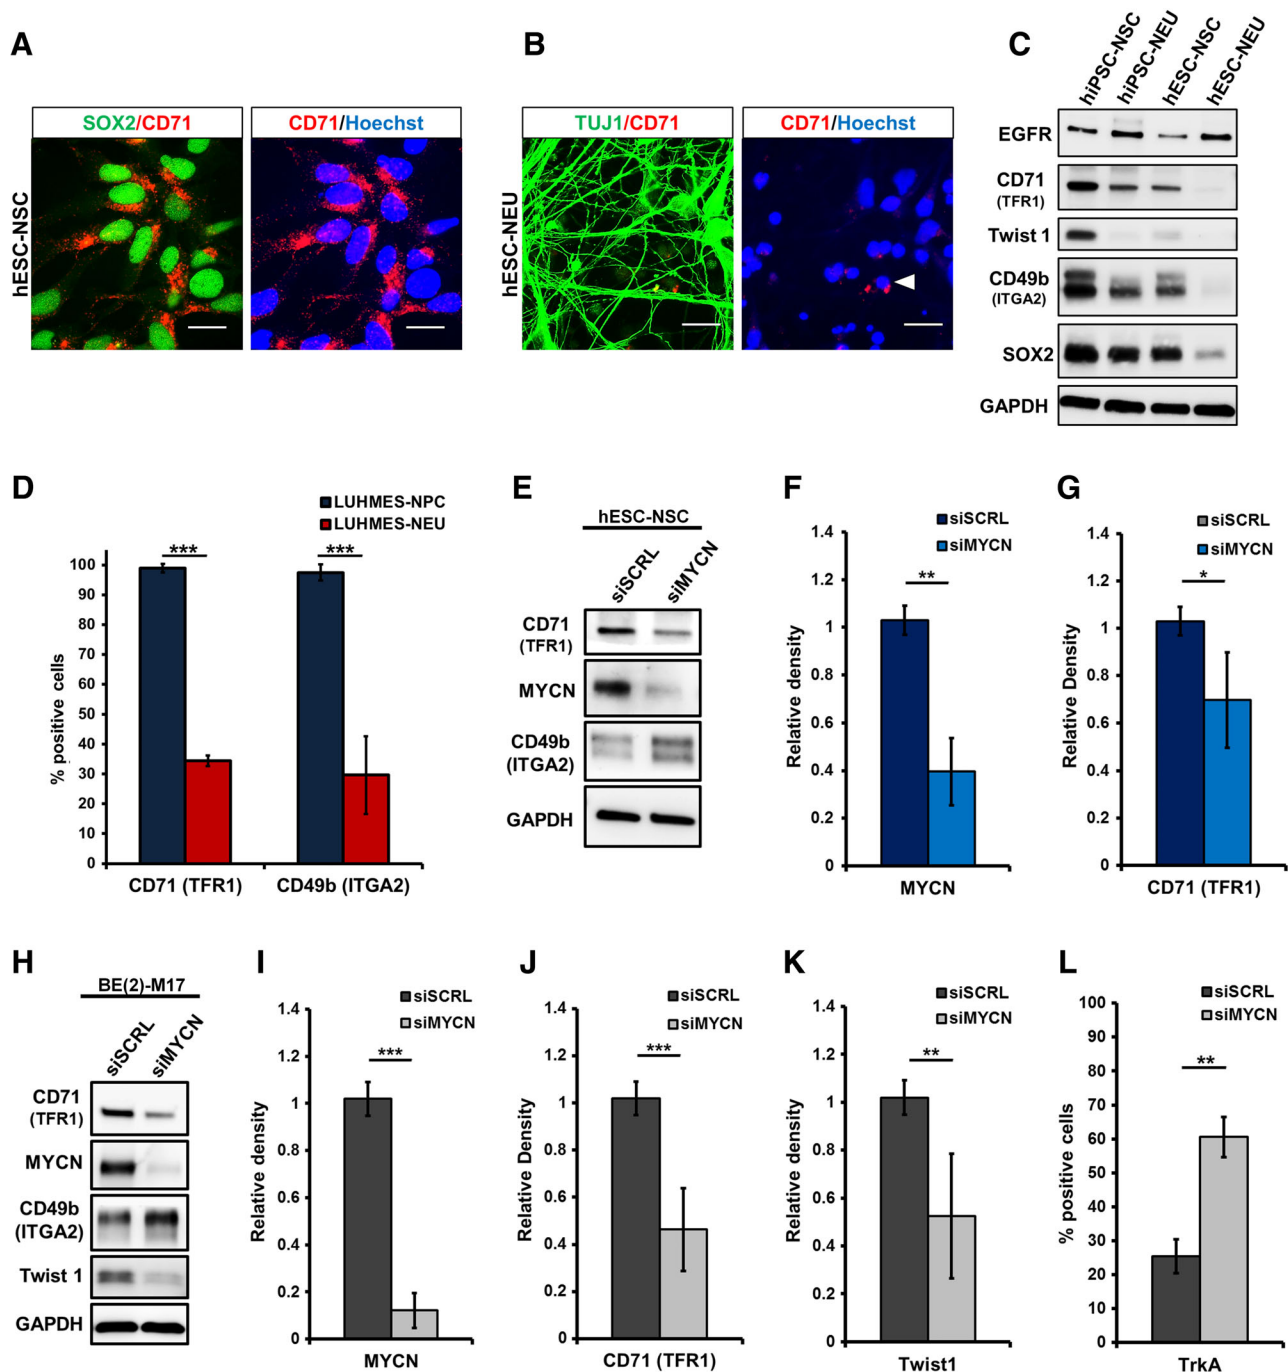 A
SOX2/CD71
CD71/Hoechst
hESC-NSC
B
TUJ1/CD71
CD71/Hoechst
hESC-NEU
C
hiPSC-NSC
hiPSC-NEU
hESC-NSC
hESC-NEU
EGFR
CD71
(TFR1)
Twist 1
CD49b
(ITGA2)
SOX2
GAPDH
D
LUHMES-NPC
LUHMES-NEU
***
***
% positive cells
100
90
80
70
60
50
40
30
20
10
0
CD71 (TFR1)
CD49b (ITGA2)
E
hESC-NSC
siSCRL
siMYCN
CD71
(TFR1)
MYCN
CD49b
(ITGA2)
GAPDH
F
siSCRL
siMYCN
**
Relative density
1.4
1.2
1
0.8
0.6
0.4
0.2
0
MYCN
G
siSCRL
siMYCN
*
Relative Density
1.4
1.2
1
0.8
0.6
0.4
0.2
0
CD71 (TFR1)
H
BE(2)-M17
siSCRL
siMYCN
CD71
(TFR1)
MYCN
CD49b
(ITGA2)
Twist 1
GAPDH
I
siSCRL
siMYCN
***
Relative density
1.4
1.2
1
0.8
0.6
0.4
0.2
0
MYCN
J
siSCRL
siMYCN
***
Relative Density
1.4
1.2
1
0.8
0.6
0.4
0.2
0
CD71 (TFR1)
K
siSCRL
siMYCN
**
Relative density
1.4
1.2
1
0.8
0.6
0.4
0.2
0
Twist1
L
siSCRL
siMYCN
**
% positive cells
100
90
80
70
60
50
40
30
20
10
0
TrkA